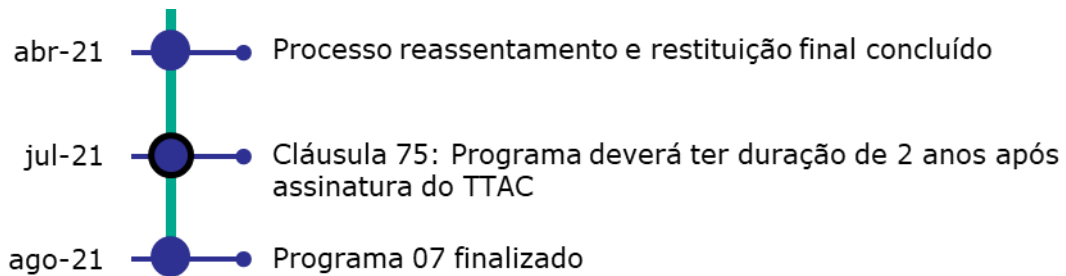 abr-21 Processo reassentamento e restituição final concluído
jul-21 Cláusula 75: Programa deverá ter duração de 2 anos após
assinatura do TTAC
ago-21 Programa 07 finalizado